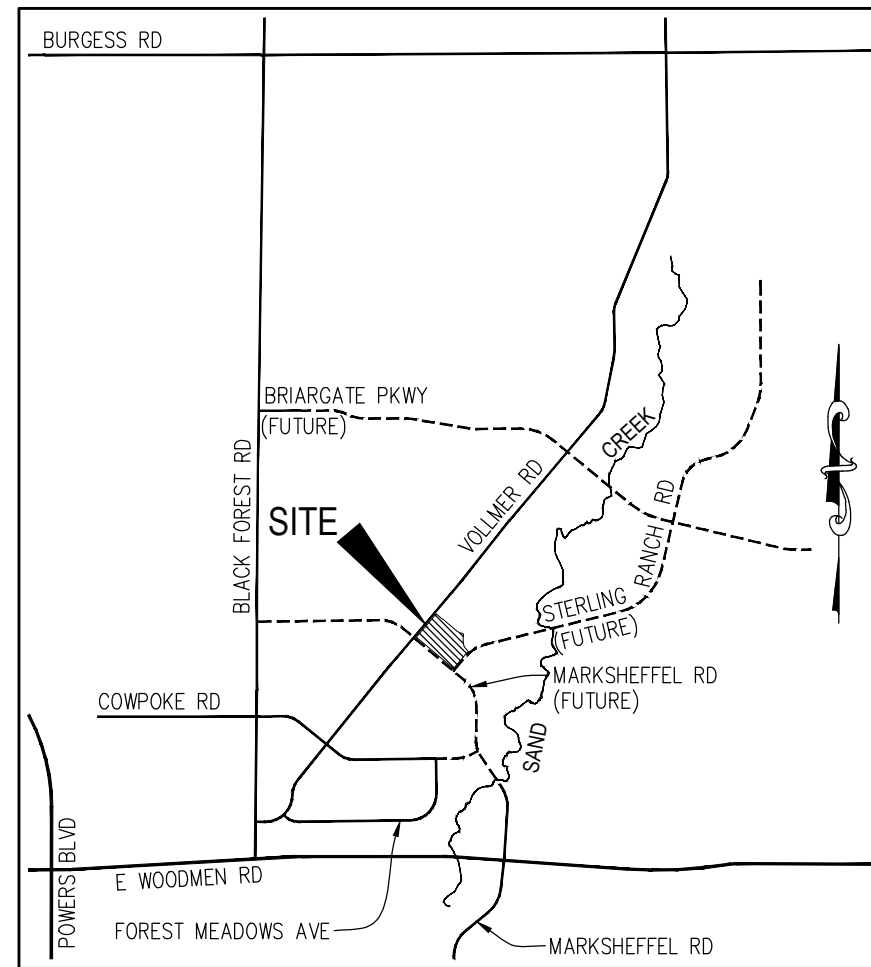 BURGESS RD
BRIARGATE PKWY
(FUTURE)
BLACK FOREST RD
SITE
VOLLMER RD
CREEK
RANCH RD
STERLING
(FUTURE)
MARKSHEFFEL RD
(FUTURE)
COWPOKE RD
SAND
POWERS BLVD
E WOODMEN RD
FOREST MEADOWS AVE
MARKSHEFFEL RD